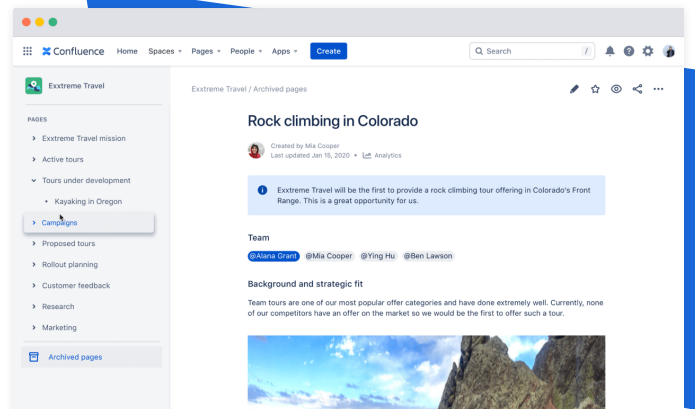 Confluence
Home
Spaces
Pages
People
Apps
Create
Search
/
Exxtreme Travel
PAGES
Exxtreme Travel mission
Active tours
Tours under development
Kayaking in Oregon
Campaigns
Proposed tours
Rollout planning
Customer feedback
Research
Marketing
Archived pages
Exxtreme Travel / Archived pages
Rock climbing in Colorado
Created by Mia Cooper
Last updated Jan 15, 2020 • Analytics
Exxtreme Travel will be the first to provide a rock climbing tour offering in Colorado's Front
Range. This is a great opportunity for us.
Team
@Alana Grant @Mia Cooper @Ying Hu @Ben Lawson
Background and strategic fit
Team tours are one of our most popular offer categories and have done extremely well. Currently, none
of our competitors have an offer on the market so we would be the first to offer such a tour.